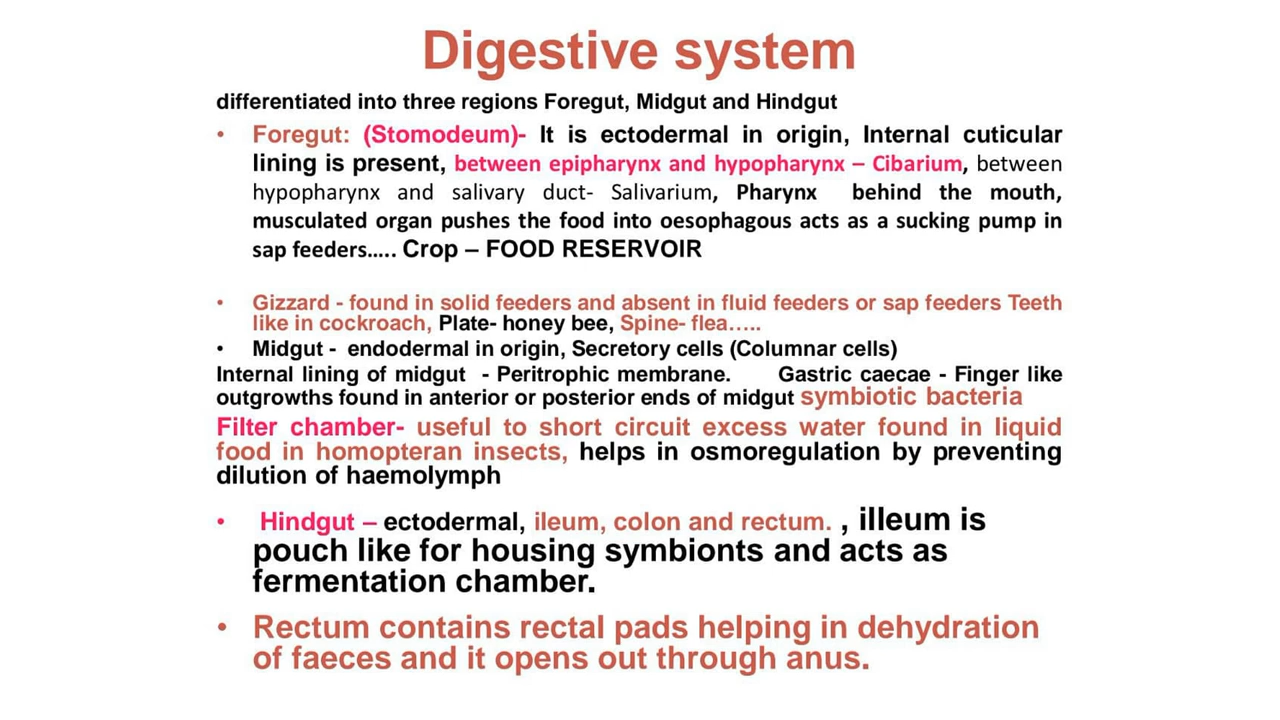 Digestive system
differentiated into three regions Foregut, Midgut and Hindgut
• Foregut: (Stomodeum)- It is ectodermal in origin, Internal cuticular
lining is present, between epipharynx and hypopharynx – Cibarium, between
hypopharynx and salivary duct- Salivarium, Pharynx behind the mouth,
musculated organ pushes the food into oesophagous acts as a sucking pump in
sap feeders….. Crop – FOOD RESERVOIR
• Gizzard - found in solid feeders and absent in fluid feeders or sap feeders Teeth
like in cockroach, Plate- honey bee, Spine- flea…..
• Midgut - endodermal in origin, Secretory cells (Columnar cells)
Internal lining of midgut - Peritrophic membrane. Gastric caecae - Finger like
outgrowths found in anterior or posterior ends of midgut symbiotic bacteria
Filter chamber- useful to short circuit excess water found in liquid
food in homopteran insects, helps in osmoregulation by preventing
dilution of haemolymph
• Hindgut – ectodermal, ileum, colon and rectum. , illeum is
pouch like for housing symbionts and acts as
fermentation chamber.
• Rectum contains rectal pads helping in dehydration
of faeces and it opens out through anus.